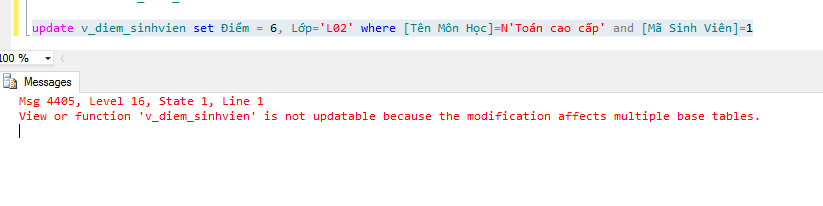 update v_diem_sinhvien set Điểm = 6, Lớp='L02' where [Tên Môn Học]=N'Toán cao cấp' and [Mã Sinh Viên]=1
100 %
Messages
Msg 4405, Level 16, State 1, Line 1
View or function 'v_diem_sinhvien' is not updatable because the modification affects multiple base tables.